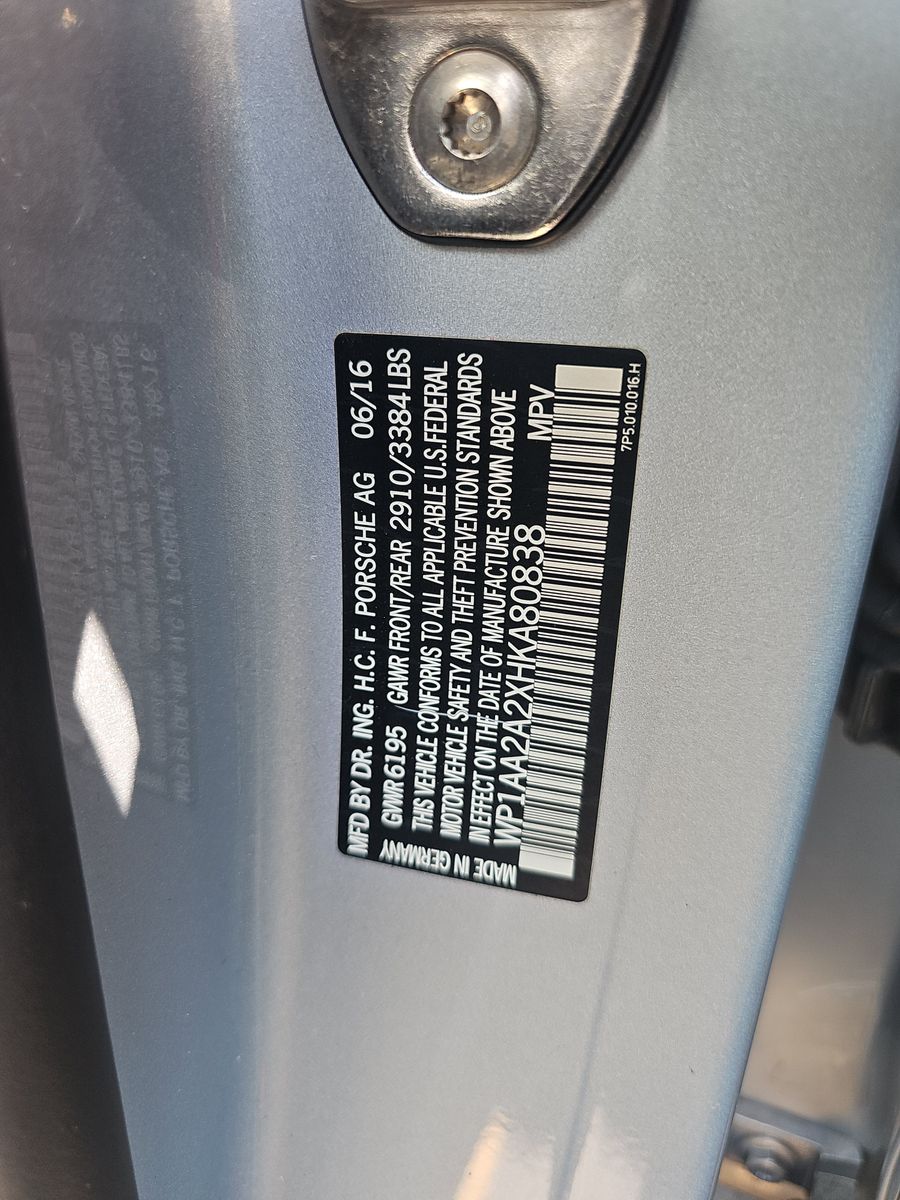 MFD BY DR. ING. H.C. F. PORSCHE AG 06/16
GVWR 6195 GAWR FRONT/REAR 2910/3384 LBS
THIS VEHICLE CONFORMS TO ALL APPLICABLE U.S. FEDERAL
MOTOR VEHICLE SAFETY AND THEFT PREVENTION STANDARDS
IN EFFECT ON THE DATE OF MANUFACTURE SHOWN ABOVE
WP1AA2A2XHKA80838 MPV
MADE IN GERMANY
7P5.010.016.H